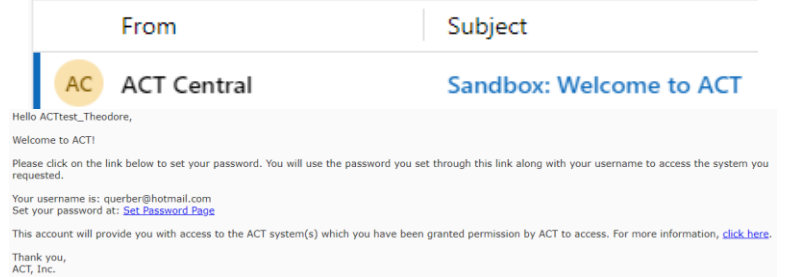 From Subject
AC ACT Central Sandbox: Welcome to ACT
Hello ACTtest_Theodore,
Welcome to ACT!
Please click on the link below to set your password. You will use the password you set through this link along with your username to access the system you
requested.
Your username is: querber@hotmail.com
Set your password at: Set Password Page
This account will provide you with access to the ACT system(s) which you have been granted permission by ACT to access. For more information, click here.
Thank you,
ACT, Inc.